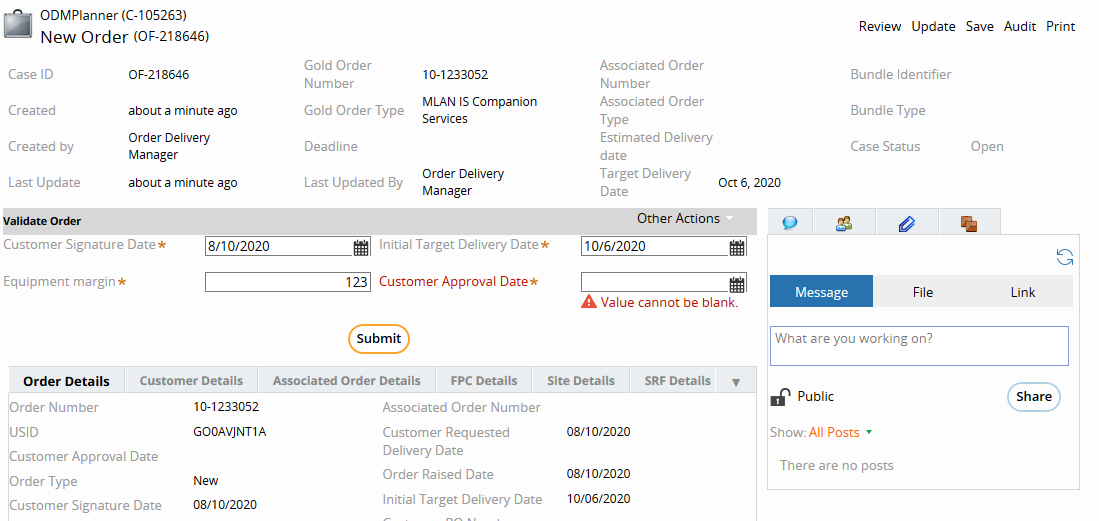 ODMPlanner (C-105263)
New Order (OF-218646)
Review Update Save Audit Print
Case ID OF-218646 Gold Order Number 10-1233052 Associated Order Number Bundle Identifier
Created about a minute ago Gold Order Type MLAN IS Companion Services Associated Order Type Bundle Type
Created by Order Delivery Manager Deadline Estimated Delivery date Case Status Open
Last Update about a minute ago Last Updated By Order Delivery Manager Target Delivery Date Oct 6, 2020
Validate Order Other Actions
Customer Signature Date* 8/10/2020 Initial Target Delivery Date* 10/6/2020
Equipment margin* 123 Customer Approval Date*
Value cannot be blank.
Submit
Order Details Customer Details Associated Order Details FPC Details Site Details SRF Details
Order Number 10-1233052 Associated Order Number
USID GO0AVJNT1A Customer Requested Delivery Date 08/10/2020
Customer Approval Date
Order Type New Order Raised Date 08/10/2020
Customer Signature Date 08/10/2020 Initial Target Delivery Date 10/06/2020
Message File Link
What are you working on?
Public Share
Show: All Posts
There are no posts